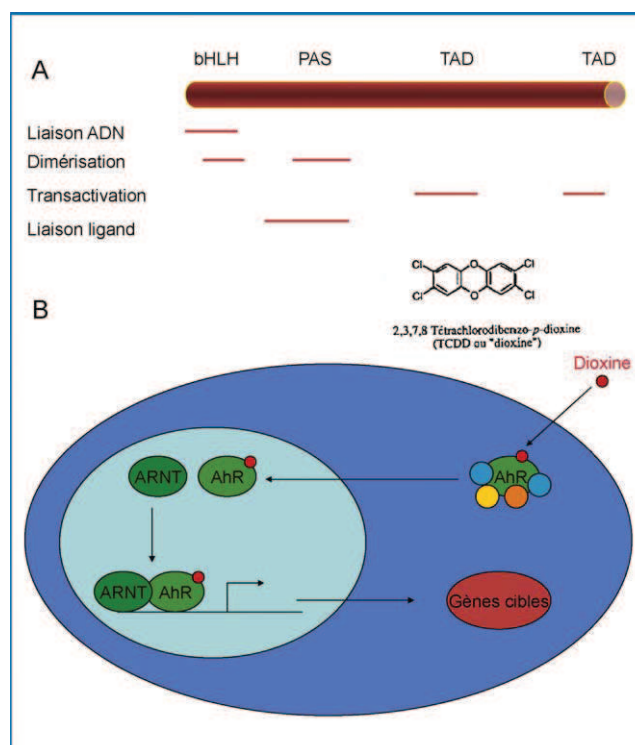 A
bHLH PAS TAD TAD
Liaison ADN
Dimérisation
Transactivation
Liaison ligand
Cl O Cl
Cl O Cl
2,3,7,8 Tétrachlorodibenzo-p-dioxine
(TCDD ou "dioxine")
B
Dioxine
ARNT AhR AhR
ARNT AhR Gènes cibles